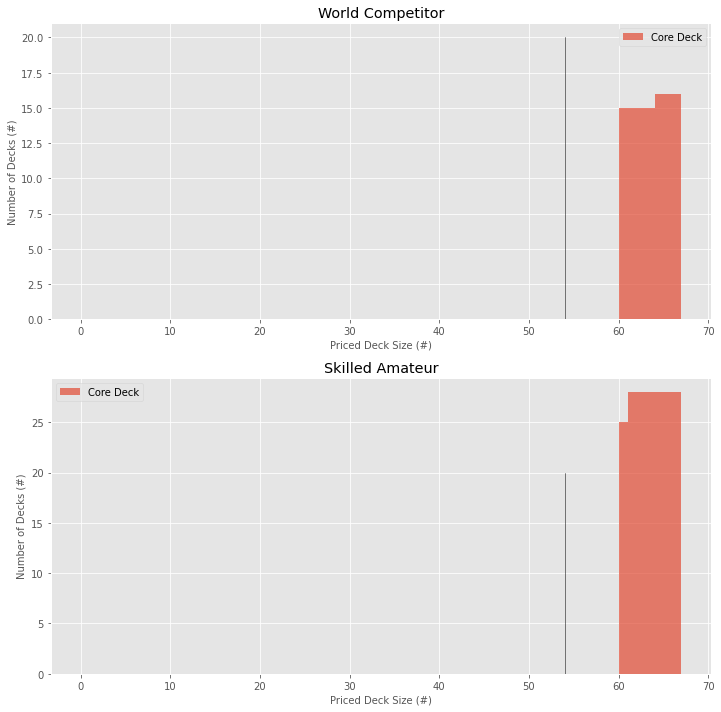 World Competitor
Core Deck
20.0
17.5
15.0
12.5
10.0
7.5
5.0
2.5
0.0
Number of Decks (#)
0 10 20 30 40 50 60 70
Priced Deck Size (#)
Skilled Amateur
Core Deck
25
20
15
10
5
0
Number of Decks (#)
0 10 20 30 40 50 60 70
Priced Deck Size (#)